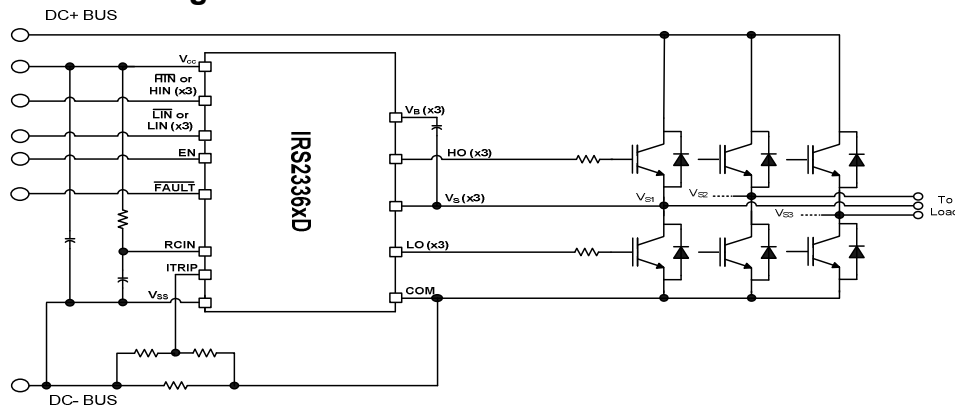 DC+ BUS
Vcc
HIN or
HIN (x3)
LIN or
LIN (x3)
EN
FAULT
RCIN
ITRIP
VSS
DC- BUS
IRS2336xD
VB (x3)
HO (x3)
VS (x3)
LO (x3)
COM
VS1
VS2
VS3
To
Load